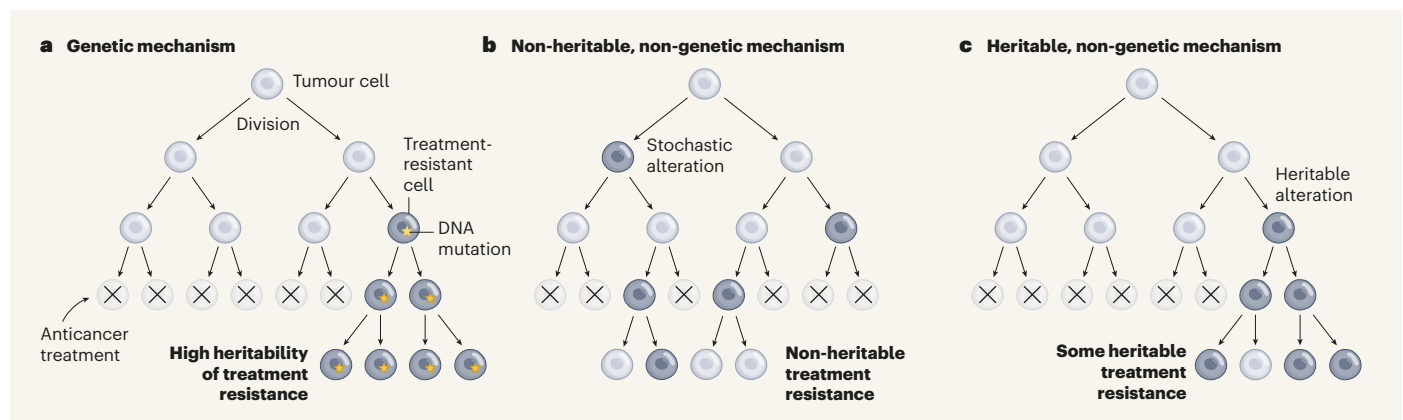 a Genetic mechanism
Tumour cell
Division
Treatment-
resistant
cell
DNA
mutation
Anticancer
treatment
High heritability
of treatment
resistance
b Non-heritable, non-genetic mechanism
Stochastic
alteration
Non-heritable
treatment
resistance
c Heritable, non-genetic mechanism
Heritable
alteration
Some heritable
treatment
resistance